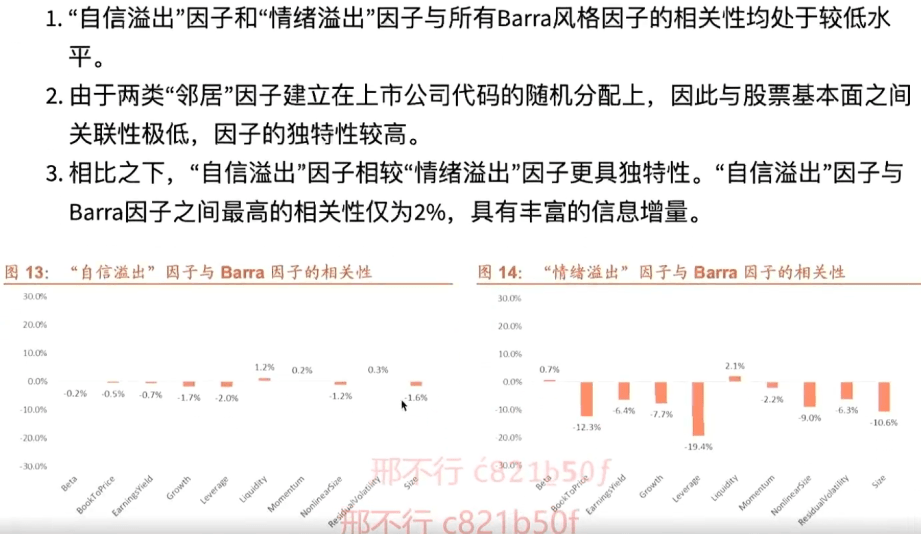 1. “自信溢出”因子和“情绪溢出”因子与所有Barra风格因子的相关性均处于较低水
平。
2. 由于两类“邻居”因子建立在上市公司代码的随机分配上，因此与股票基本面之间
关联性极低，因子的独特性较高。
3. 相比之下，“自信溢出”因子相较“情绪溢出”因子更具独特性。“自信溢出”因子与
Barra因子之间最高的相关性仅为2%，具有丰富的信息增量。
图 13： “自信溢出”因子与 Barra 因子的相关性
30.0%
20.0%
10.0%
0.0%
-10.0%
-20.0%
-30.0%
-0.2%
-0.5%
-0.7%
-1.7%
-2.0%
1.2%
0.2%
-1.2%
0.3%
-1.6%
Beta
BookToPrice
EarningsYield
Growth
Leverage
Liquidity
Momentum
NonlinearSize
ResidualVolatility
Size
图 14： “情绪溢出”因子与 Barra 因子的相关性
30.0%
20.0%
10.0%
0.0%
-10.0%
-20.0%
-30.0%
0.7%
-12.3%
-6.4%
-7.7%
-19.4%
2.1%
-2.2%
-9.0%
-6.3%
-10.6%
Beta
BookToPrice
EarningsYield
Growth
Leverage
Liquidity
Momentum
NonlinearSize
ResidualVolatility
Size
邢不行 c821b50f
邢不行 c821b50f